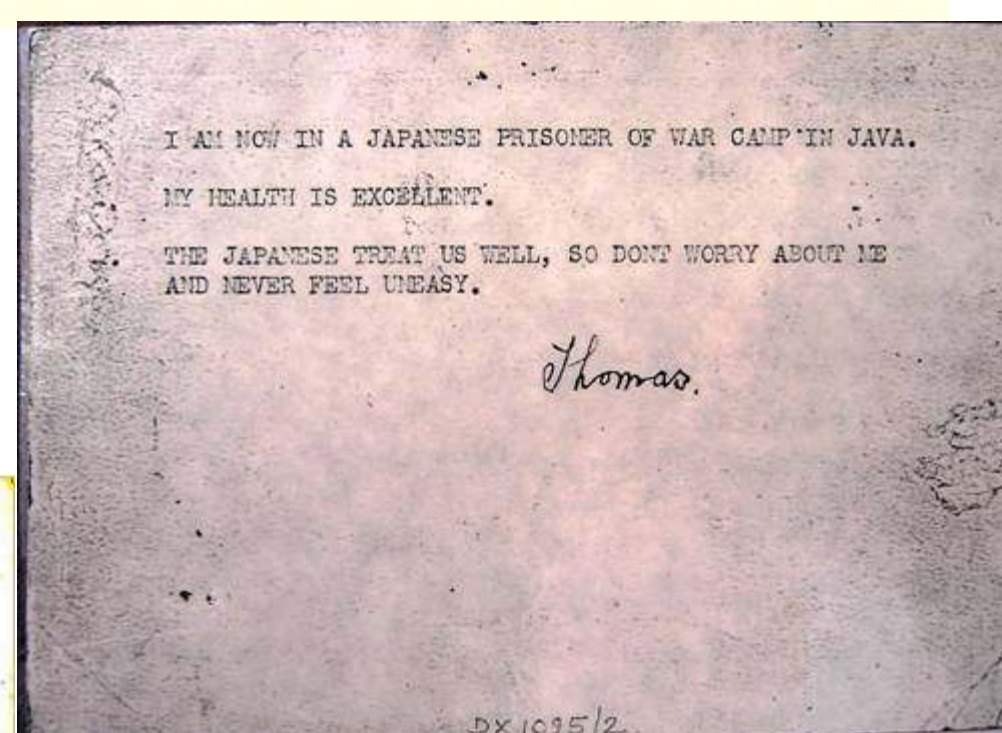 I AM NOW IN A JAPANESE PRISONER OF WAR CAMP IN JAVA.
MY HEALTH IS EXCELLENT.
THE JAPANESE TREAT US WELL, SO DONT WORRY ABOUT ME
AND NEVER FEEL UNEASY.
Thomas.
DX1095/2